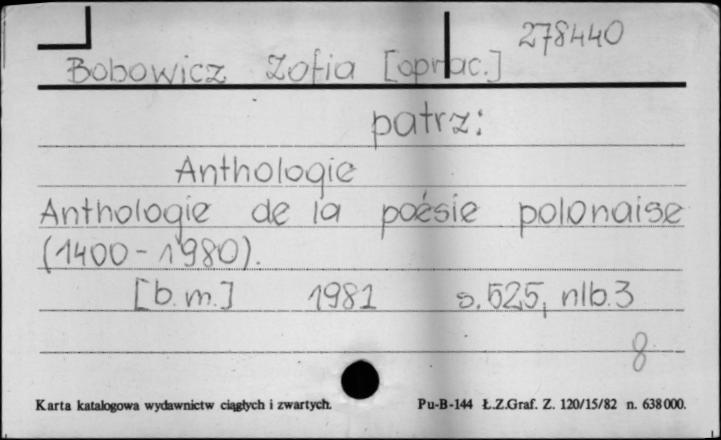 278440
Bobowicz Zofia [oprac.]
patrz:
Anthologie
Anthologie de la poésie polonaise
(1400-1980).
[b.m.] 1981 s.525, nlb.3
8
Karta katalogowa wydawnictw ciągłych i zwartych. Pu-B-144 Ł.Z.Graf. Z. 120/15/82 n. 638000.